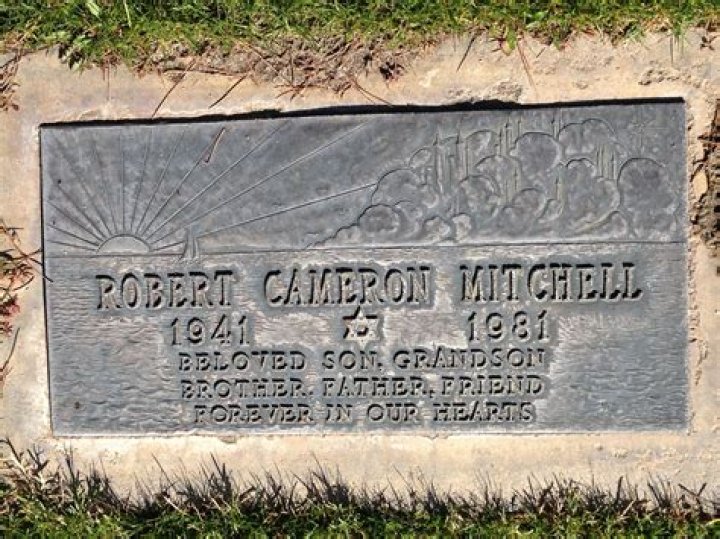 ROBERT CAMERON MITCHELL
1941 1981
BELOVED SON, GRANDSON
BROTHER, FATHER, FRIEND
FOREVER IN OUR HEARTS